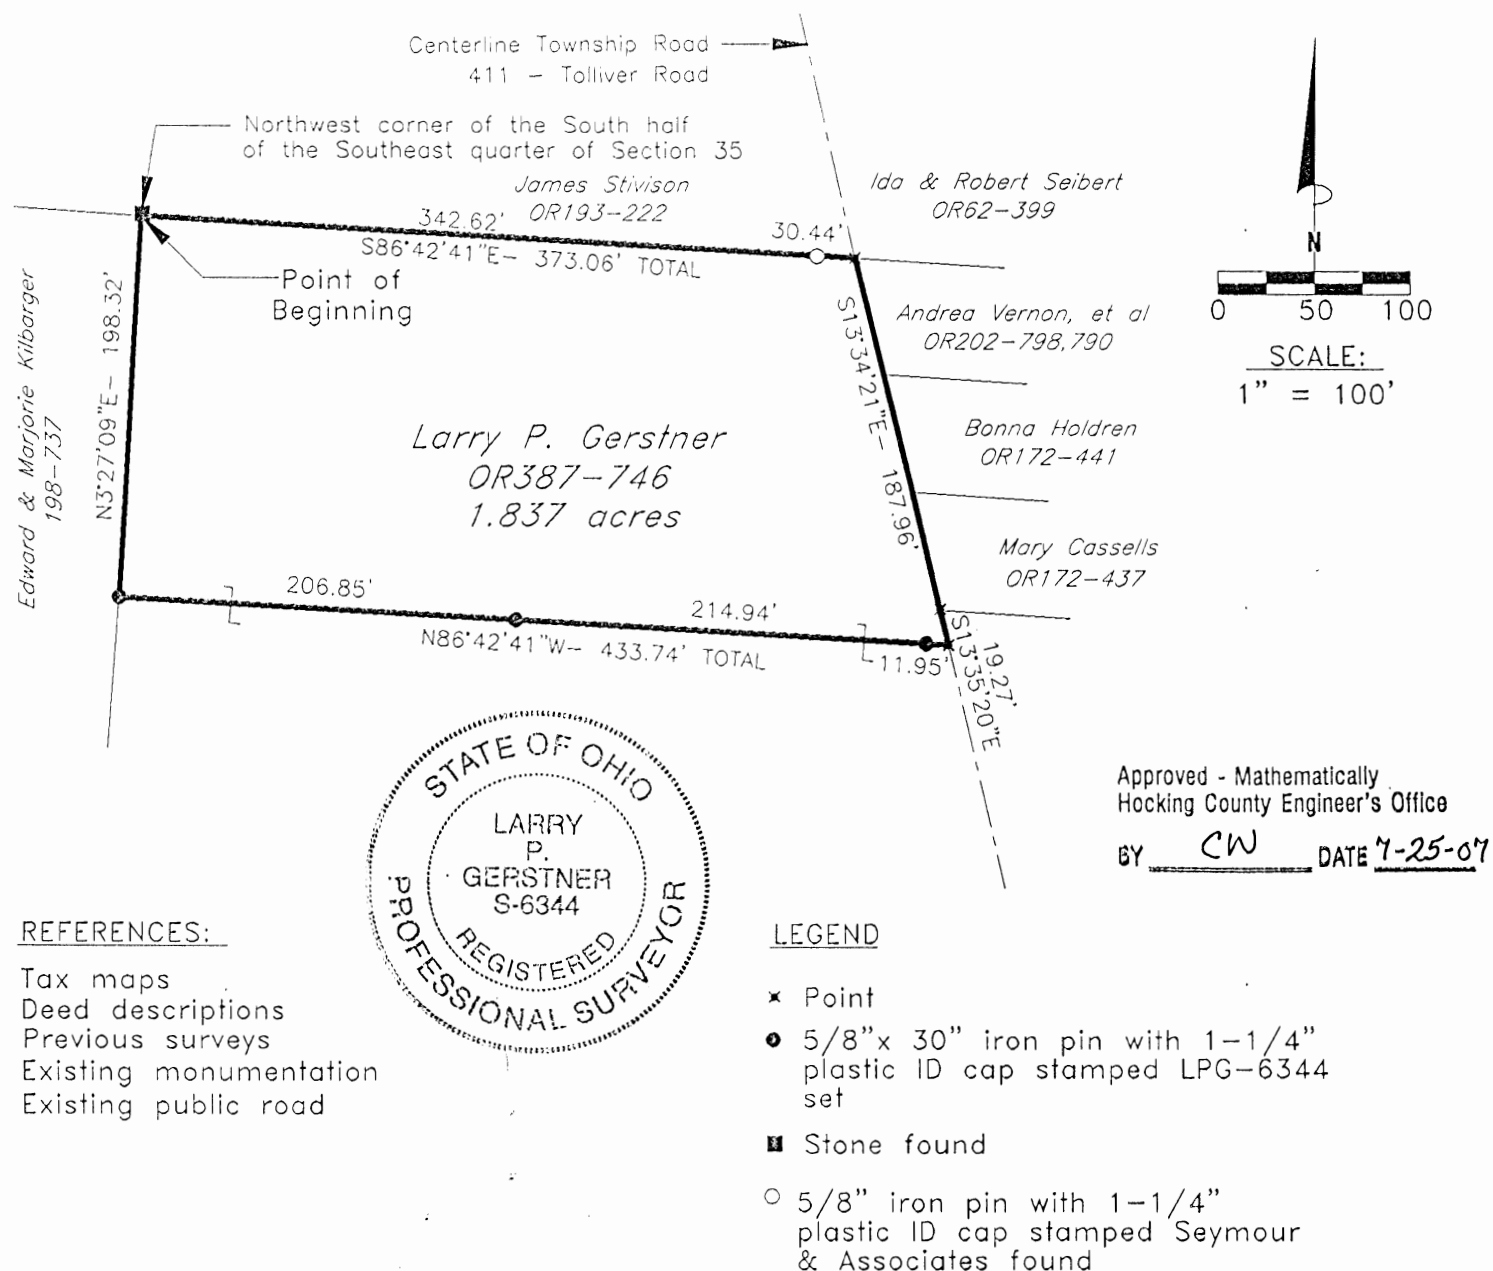 Centerline Township Road
411 - Tolliver Road
Northwest corner of the South half
of the Southeast quarter of Section 35
James Stivison
OR193-222
Ida & Robert Seibert
OR62-399
342.62'
30.44'
S86°42'41"E- 373.06' TOTAL
Point of
Beginning
N
0 50 100
SCALE:
1" = 100'
Andrea Vernon, et al
OR202-798,790
Edward & Marjorie Kilbarger
198-737
N3°27'09"E- 198.32'
S13°34'21"E- 187.96'
Larry P. Gerstner
OR387-746
1.837 acres
Bonna Holdren
OR172-441
Mary Cassells
OR172-437
206.85'
214.94'
N86°42'41"W- 433.74' TOTAL
11.95'
19.27'
S13°35'20"E
STATE OF OHIO
LARRY
P.
GERSTNER
S-6344
REGISTERED
PROFESSIONAL SURVEYOR
Approved - Mathematically
Hocking County Engineer's Office
BY CW DATE 7-25-07
REFERENCES:
Tax maps
Deed descriptions
Previous surveys
Existing monumentation
Existing public road
LEGEND
Point
5/8"x 30" iron pin with 1-1/4"
plastic ID cap stamped LPG-6344
set
Stone found
5/8" iron pin with 1-1/4"
plastic ID cap stamped Seymour
& Associates found